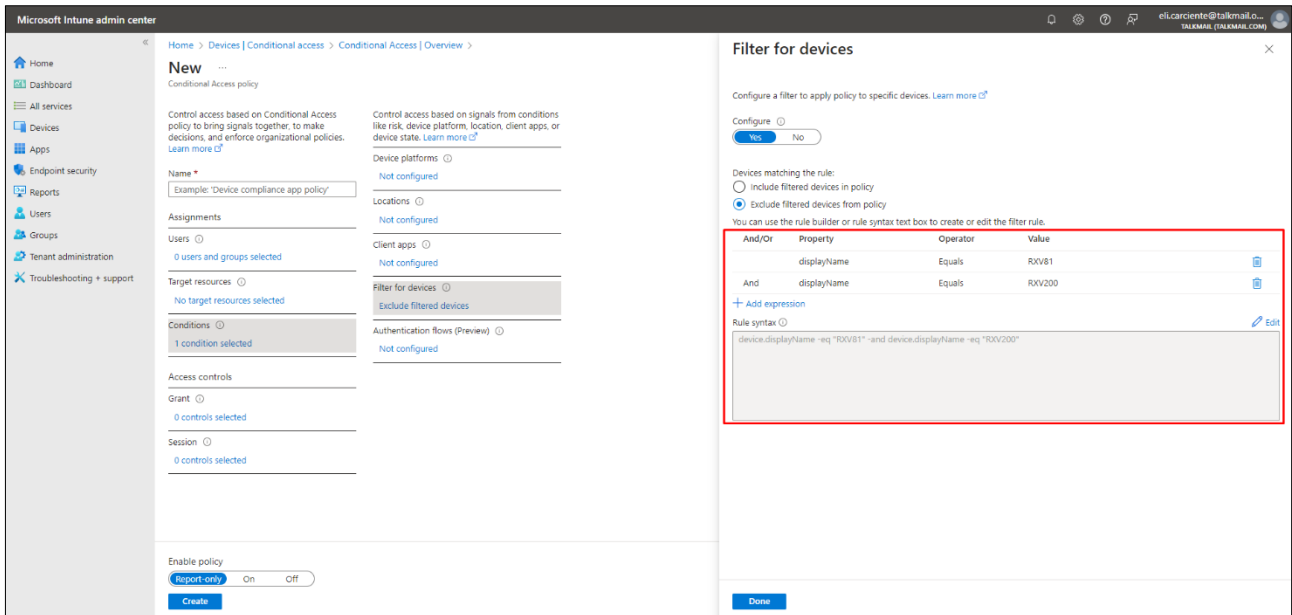 Microsoft Intune admin center
eli.carciente@talkmail.o...
TALKMAIL (TALKMAIL.COM)
Home
Dashboard
All services
Devices
Apps
Endpoint security
Reports
Users
Groups
Tenant administration
Troubleshooting + support
Home > Devices | Conditional access > Conditional Access | Overview >
New ...
Conditional Access policy
Control access based on Conditional Access
policy to bring signals together, to make
decisions, and enforce organizational policies.
Learn more
Name *
Example: 'Device compliance app policy'
Assignments
Users
0 users and groups selected
Target resources
No target resources selected
Conditions
1 condition selected
Access controls
Grant
0 controls selected
Session
0 controls selected
Enable policy
Report-only On Off
Create
Control access based on signals from conditions
like risk, device platform, location, client apps, or
device state. Learn more
Device platforms
Not configured
Locations
Not configured
Client apps
Not configured
Filter for devices
Exclude filtered devices
Authentication flows (Preview)
Not configured
Filter for devices
Configure a filter to apply policy to specific devices. Learn more
Configure
Yes No
Devices matching the rule:
Include filtered devices in policy
Exclude filtered devices from policy
You can use the rule builder or rule syntax text box to create or edit the filter rule.
And/Or Property Operator Value
displayName Equals RXV81
And displayName Equals RXV200
+ Add expression
Rule syntax Edit
device.displayName -eq "RXV81" -and device.displayName -eq "RXV200"
Done